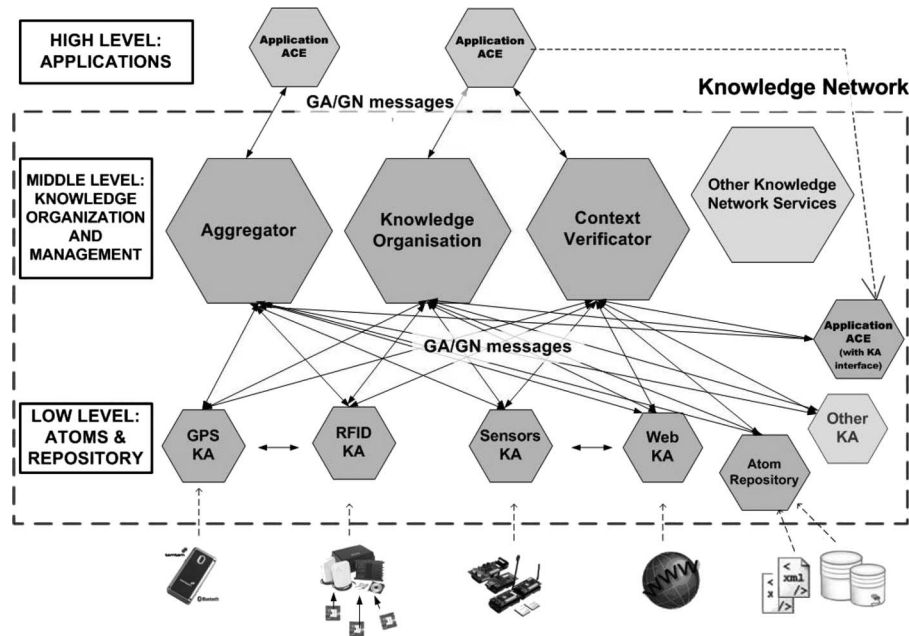 HIGH LEVEL:
APPLICATIONS
Application
ACE
Application
ACE
GA/GN messages
Knowledge Network
MIDDLE LEVEL:
KNOWLEDGE
ORGANIZATION
AND
MANAGEMENT
Aggregator
Knowledge
Organisation
Context
Verificator
Other Knowledge
Network Services
GA/GN messages
Application
ACE
(with KA
interface)
LOW LEVEL:
ATOMS &
REPOSITORY
GPS
KA
RFID
KA
Sensors
KA
Web
KA
Atom
Repository
Other
KA
Bluetooth
WWW
<
x
/>
<
xml
/>